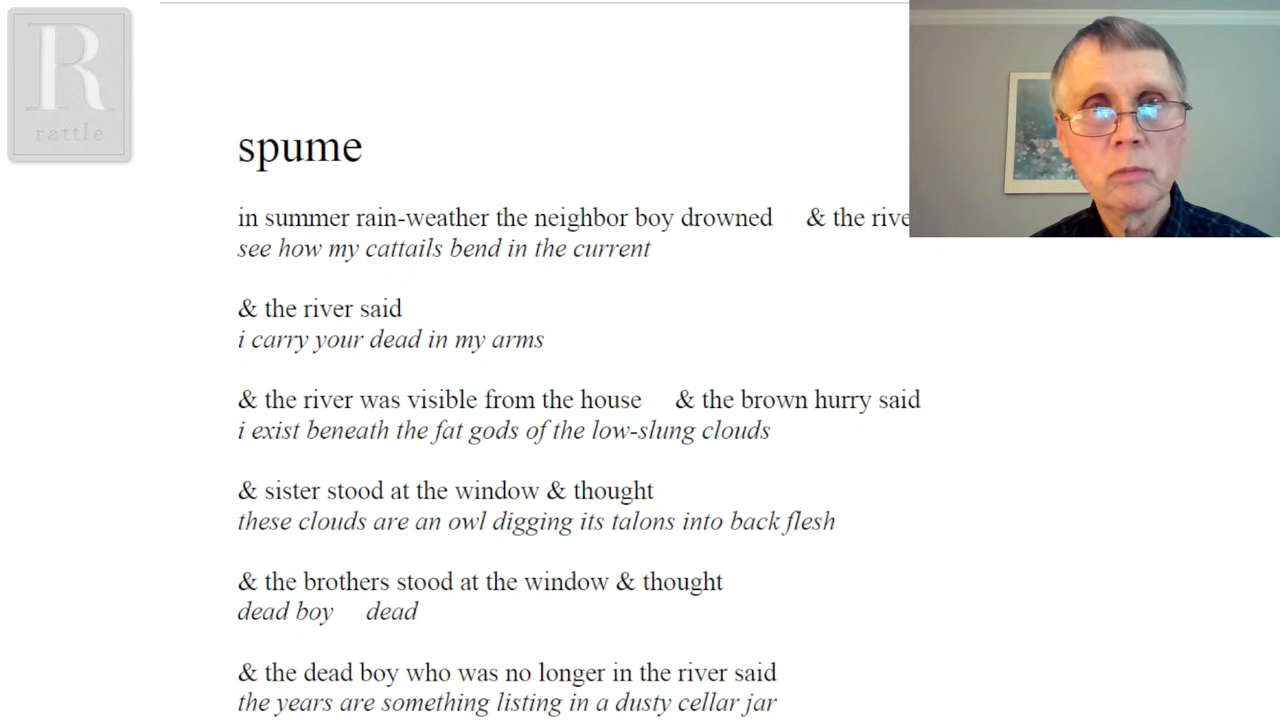 R
rattle
spume
in summer rain-weather the neighbor boy drowned & the
see how my cattails bend in the current
& the river said
i carry your dead in my arms
& the river was visible from the house & the brown hurry said
i exist beneath the fat gods of the low-slung clouds
& sister stood at the window & thought
these clouds are an owl digging its talons into back flesh
& the brothers stood at the window & thought
dead boy dead
& the dead boy who was no longer in the river said
the years are something listing in a dusty cellar jar